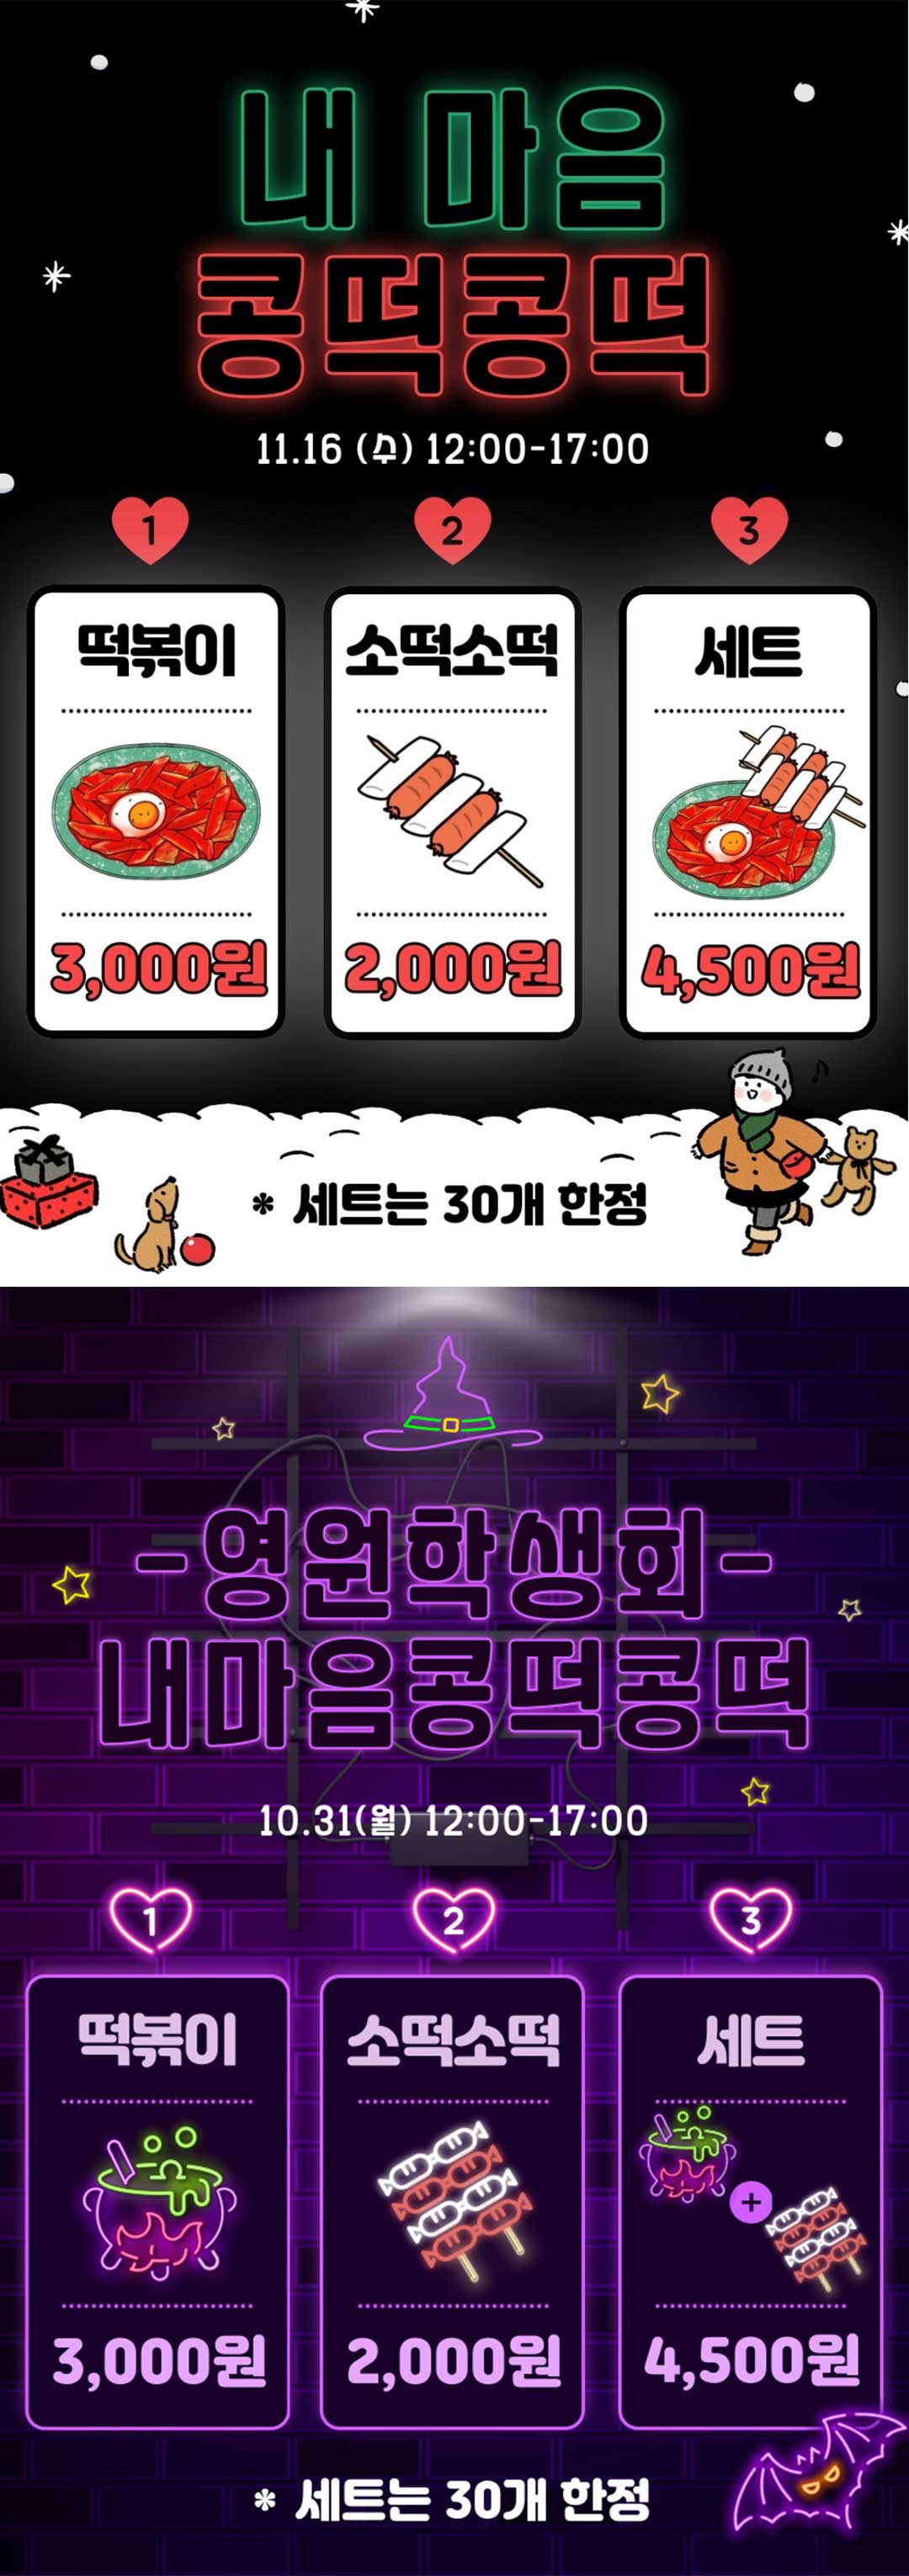 내 마음
콩떡콩떡
11.16 (수) 12:00-17:00
1
2
3
떡볶이
소떡소떡
세트
3,000원
2,000원
4,500원
* 세트는 30개 한정
-영원학생회-
내마음콩떡콩떡
10.31(월) 12:00-17:00
1
2
3
떡볶이
소떡소떡
세트
+
3,000원
2,000원
4,500원
* 세트는 30개 한정